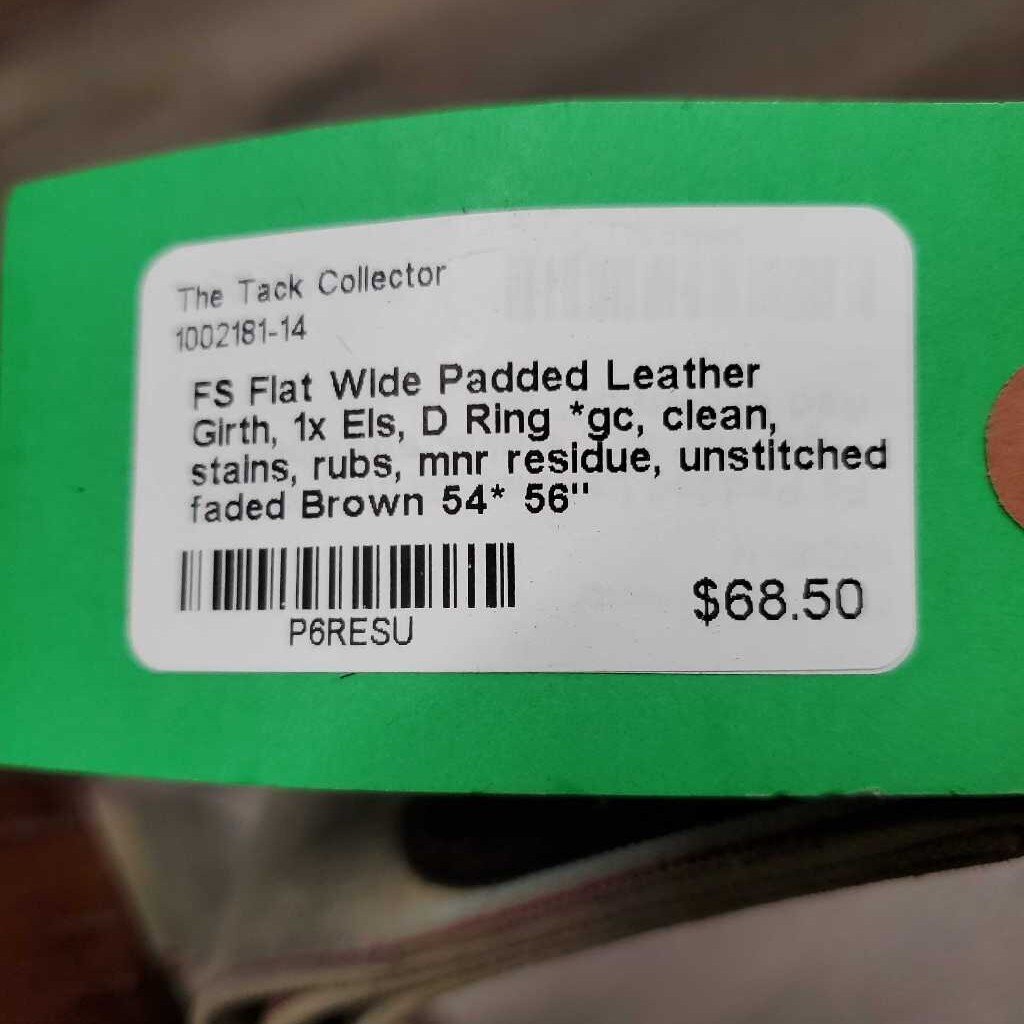 The Tack Collector
1002181-14
FS Flat Wide Padded Leather
Girth, 1x Els, D Ring *gc, clean,
stains, rubs, mnr residue, unstitched
faded Brown 54* 56"
P6RESU
$68.50